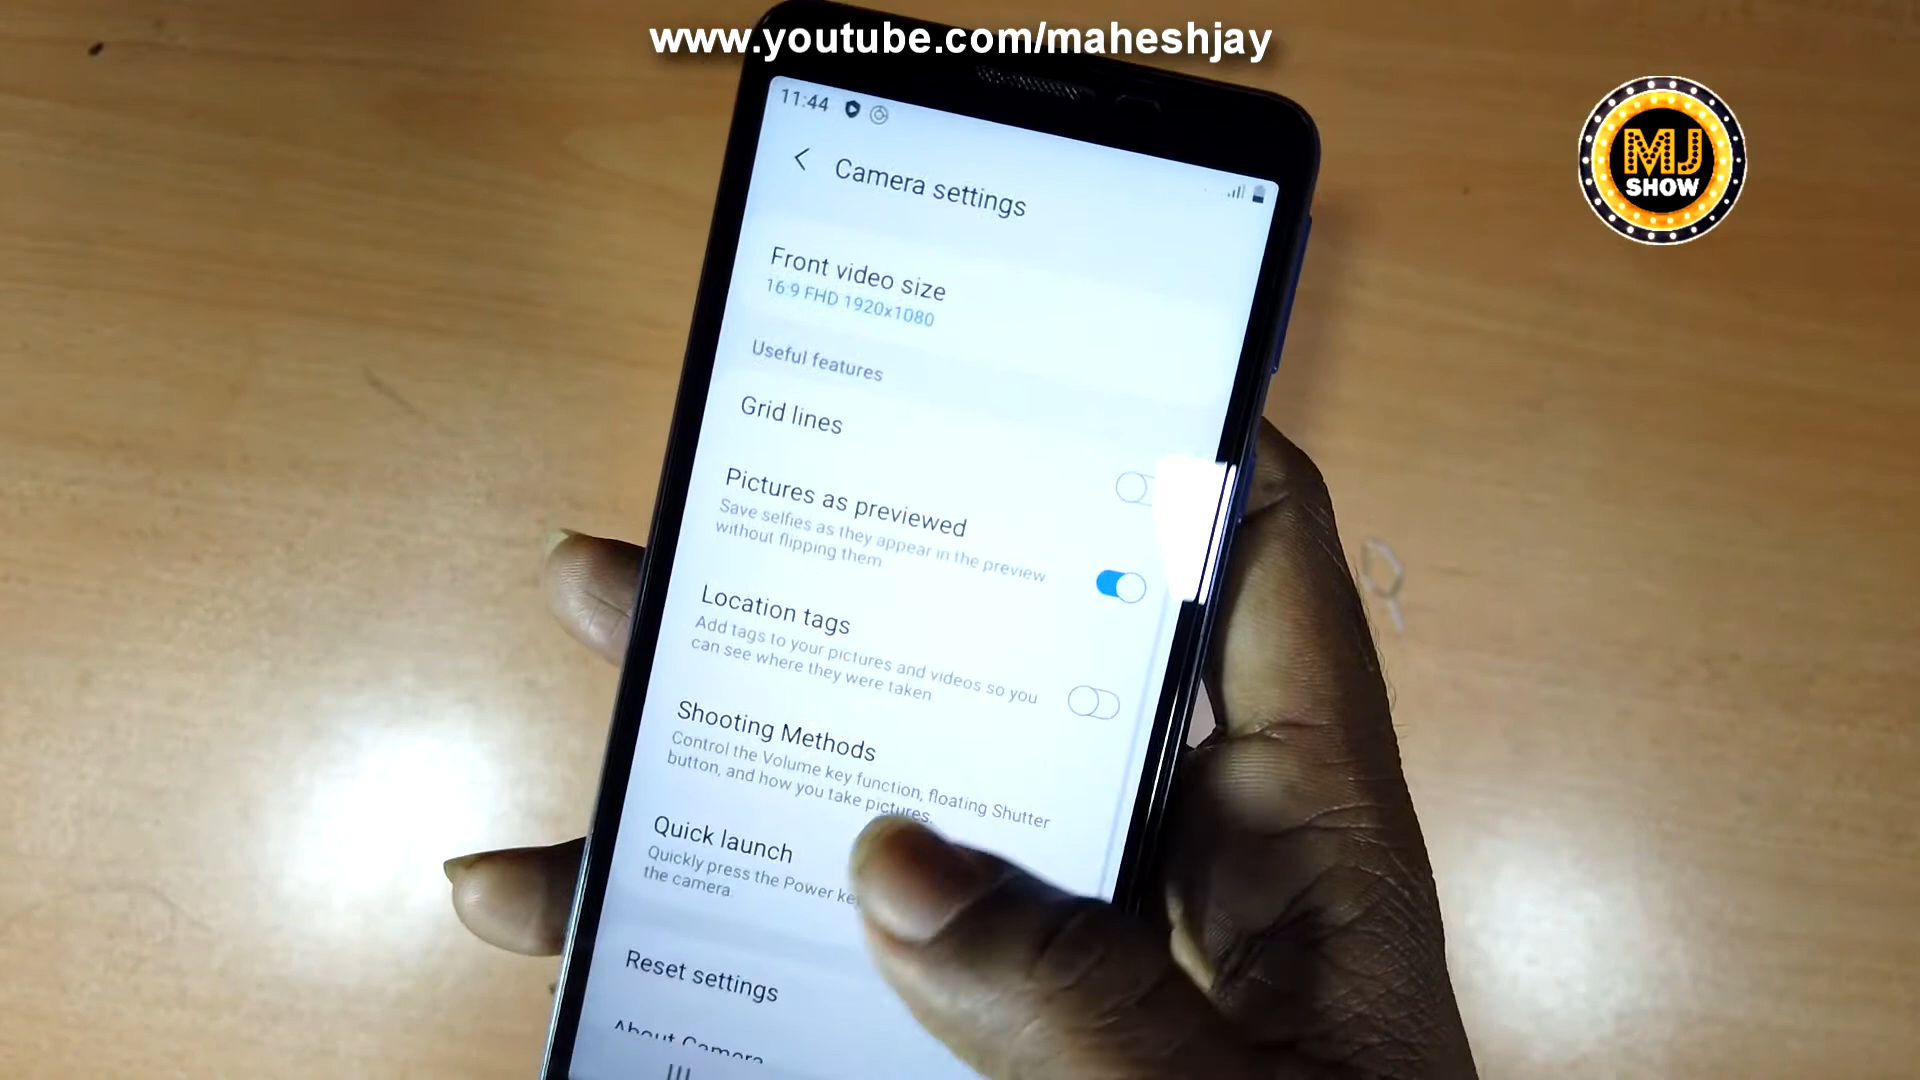 www.youtube.com/maheshjay
MJ
SHOW
11:44
Camera settings
Front video size
16:9 FHD 1920x1080
Useful features
Grid lines
Pictures as previewed
Save selfies as they appear in the preview
without flipping them
Location tags
Add tags to your pictures and videos so you
can see where they were taken
Shooting Methods
Control the Volume key function, floating Shutter
button, and how you take pictures.
Quick launch
Quickly press the Power
the camera
Reset settings
About Camera